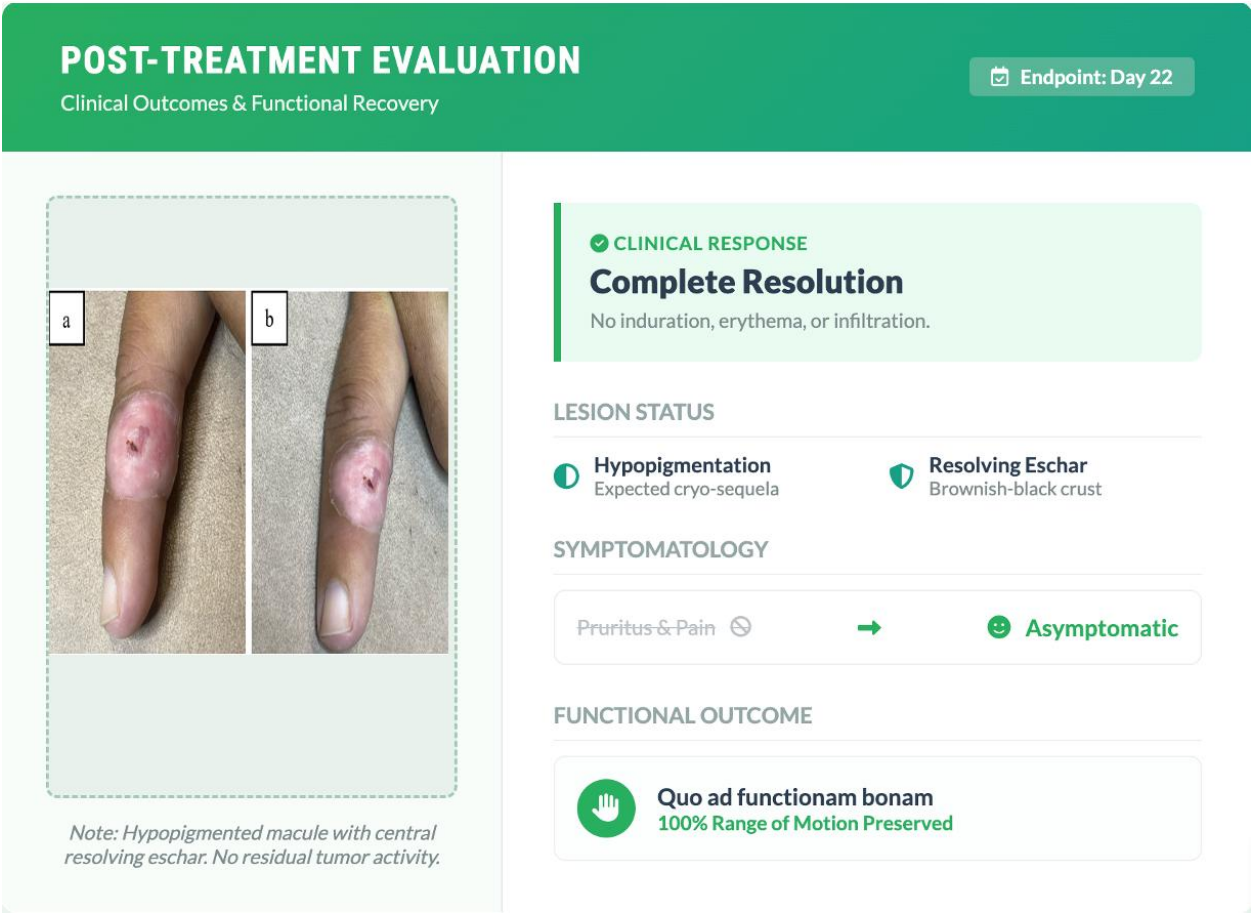 POST-TREATMENT EVALUATION
Clinical Outcomes & Functional Recovery
Endpoint: Day 22
a
b
Note: Hypopigmented macule with central
resolving eschar. No residual tumor activity.
CLINICAL RESPONSE
Complete Resolution
No induration, erythema, or infiltration.
LESION STATUS
Hypopigmentation
Expected cryo-sequela
Resolving Eschar
Brownish-black crust
SYMPTOMATOLOGY
Pruritus & Pain
Asymptomatic
FUNCTIONAL OUTCOME
Quo ad functionam bonam
100% Range of Motion Preserved